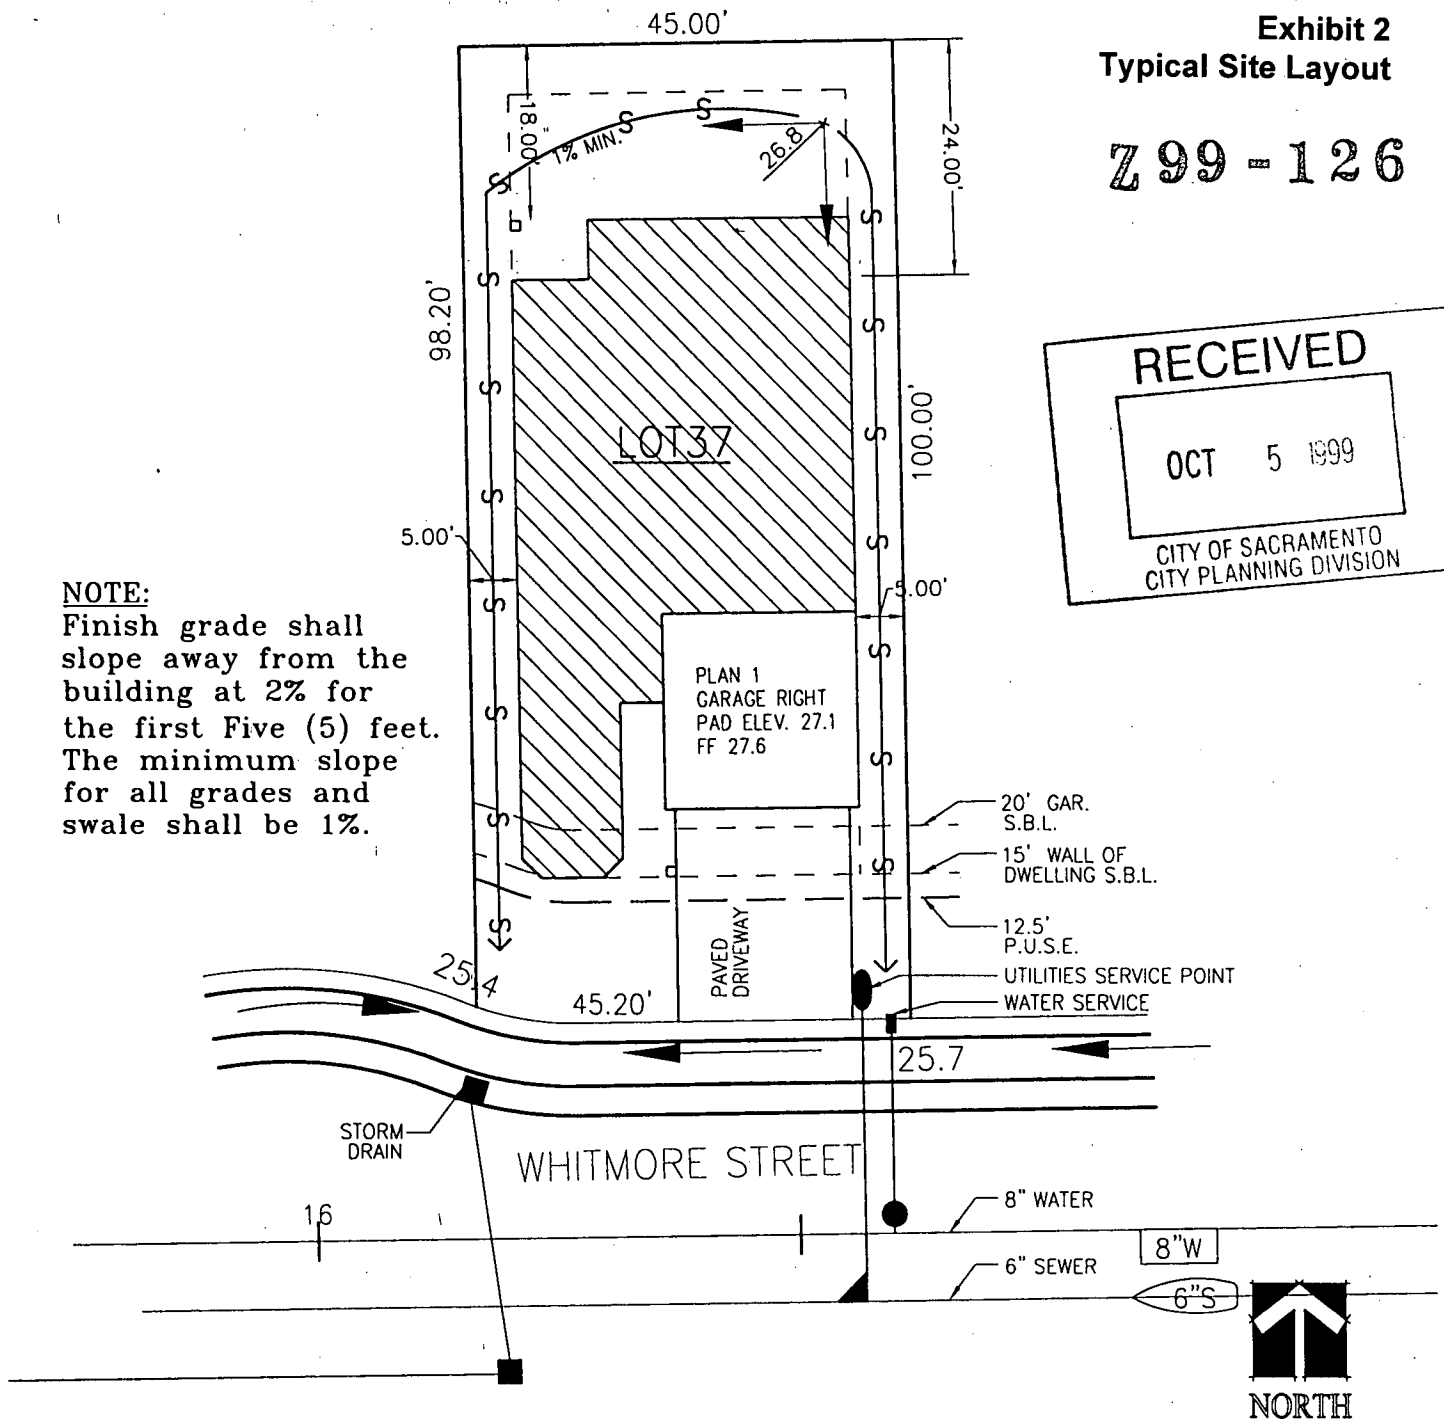 45.00'
Exhibit 2
Typical Site Layout
Z99-126
18.00'
1% MIN.
S
S
S
26.8
24.00'
S
S
98.20'
S
S
100.00'
S
S
LOT37
RECEIVED
OCT 5 1999
CITY OF SACRAMENTO
CITY PLANNING DIVISION
5.00'
S
S
5.00'
S
S
NOTE:
Finish grade shall
slope away from the
building at 2% for
the first Five (5) feet.
The minimum slope
for all grades and
swale shall be 1%.
PLAN 1
GARAGE RIGHT
PAD ELEV. 27.1
FF 27.6
S
S
S
S
S
20' GAR.
S.B.L.
15' WALL OF
DWELLING S.B.L.
12.5'
P.U.S.E.
PAVED
DRIVEWAY
UTILITIES SERVICE POINT
WATER SERVICE
25.4
45.20'
25.7
STORM
DRAIN
WHITMORE STREET
16
8" WATER
8"W
6" SEWER
6"S
NORTH